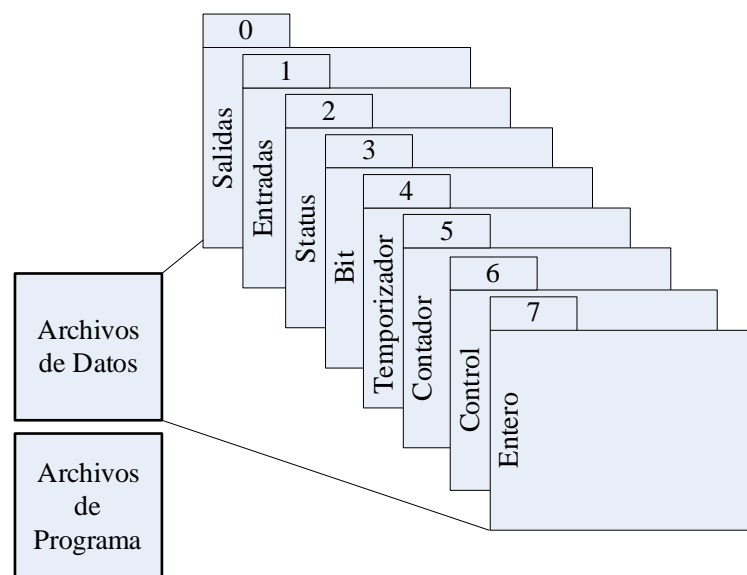 0
Salidas
1
Entradas
2
Status
3
Bit
4
Temporizador
5
Contador
6
Control
7
Entero
Archivos
de Datos
Archivos
de
Programa